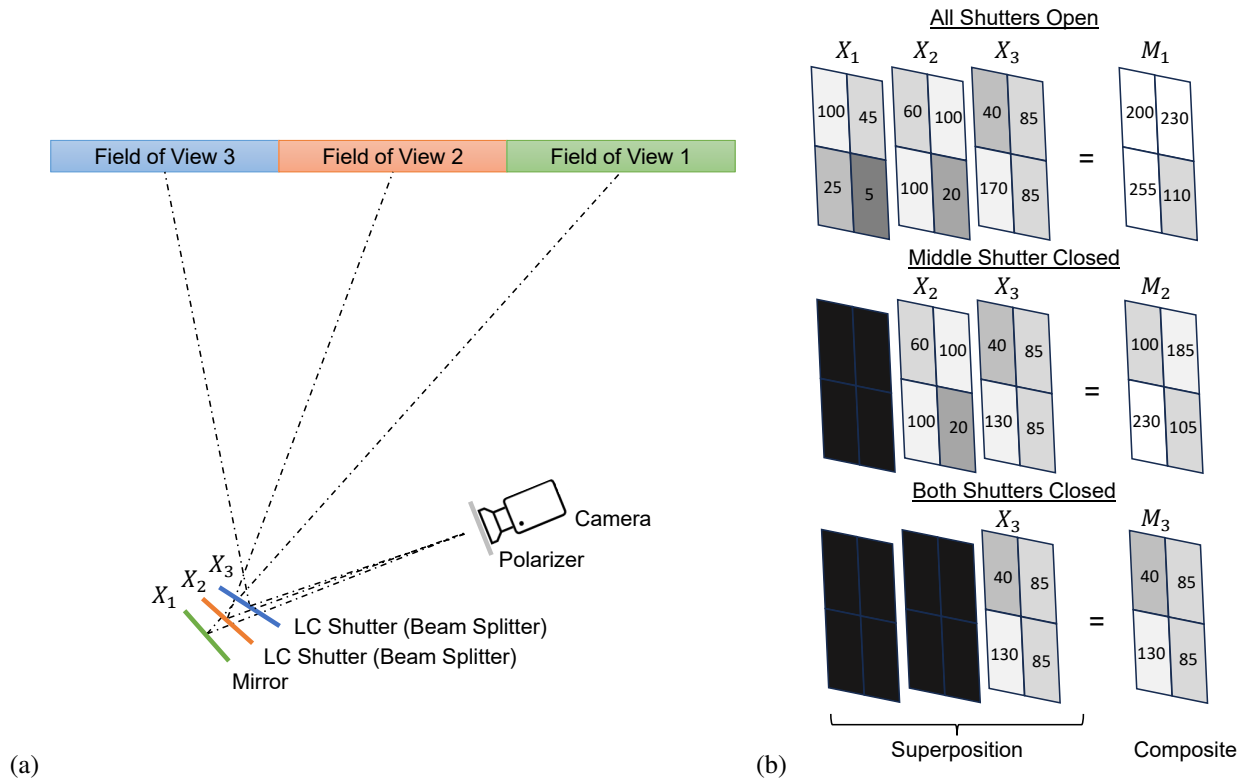 Field of View 3 Field of View 2 Field of View 1
Camera
Polarizer
X₃
X₂
X₁
LC Shutter (Beam Splitter)
LC Shutter (Beam Splitter)
Mirror
(a)
All Shutters Open
X₁ X₂ X₃ M₁
100 45 60 100 40 85 = 200 230
25 5 100 20 170 85 255 110
Middle Shutter Closed
X₂ X₃ M₂
60 100 40 85 = 100 185
100 20 130 85 230 105
Both Shutters Closed
X₃ M₃
40 85 = 40 85
130 85 130 85
Superposition Composite
(b)